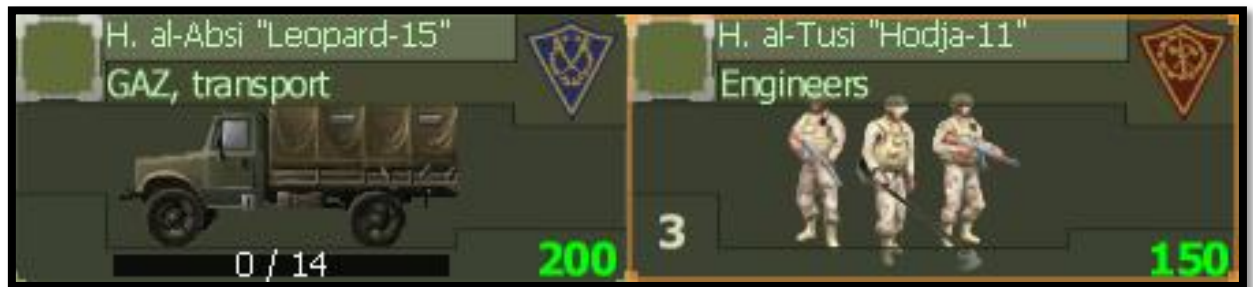 H. al-Absi "Leopard-15"
GAZ, transport
0 / 14
200
H. al-Tusi "Hodja-11"
Engineers
3
150